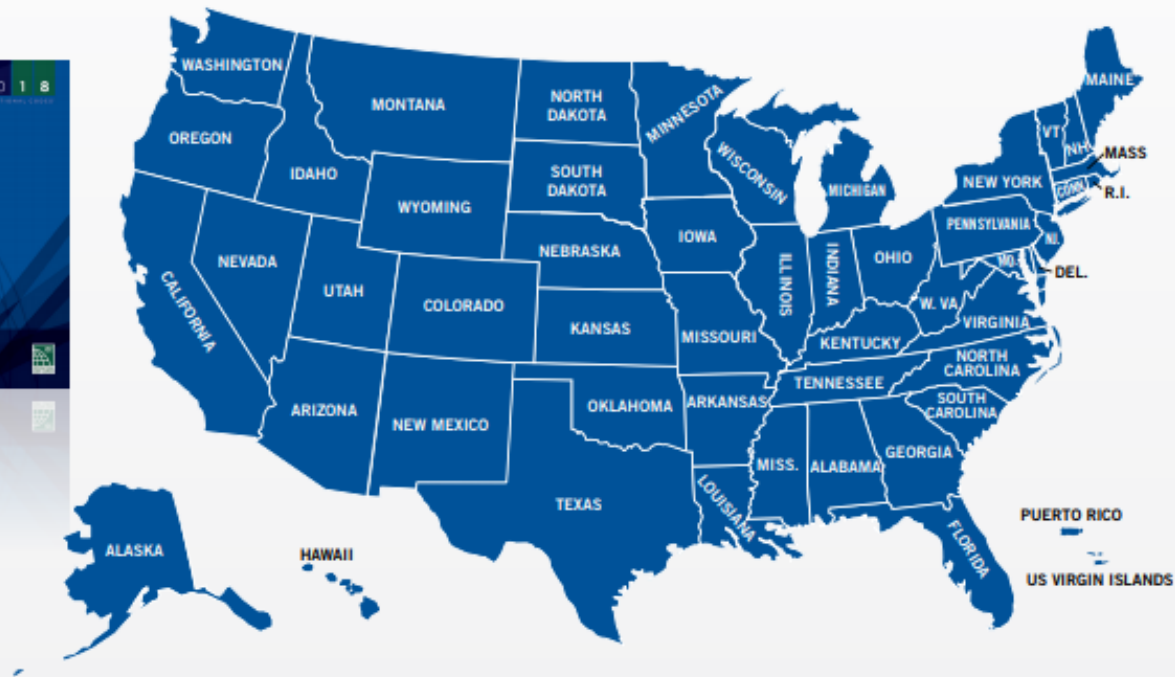 0 1 8
WASHINGTON
MONTANA
NORTH
DAKOTA
MINNESOTA
MAINE
OREGON
IDAHO
SOUTH
DAKOTA
WISCONSIN
MICHIGAN
VT
NH
MASS
NEW YORK
CONN.
R.I.
WYOMING
IOWA
PENNSYLVANIA
NJ.
NEVADA
UTAH
COLORADO
NEBRASKA
ILLINOIS
INDIANA
OHIO
DEL.
W. VA
VIRGINIA
CALIFORNIA
KANSAS
MISSOURI
KENTUCKY
NORTH
CAROLINA
TENNESSEE
ARIZONA
NEW MEXICO
OKLAHOMA
ARKANSAS
SOUTH
CAROLINA
MISS.
ALABAMA
GEORGIA
TEXAS
LOUISIANA
FLORIDA
PUERTO RICO
US VIRGIN ISLANDS
ALASKA
HAWAII